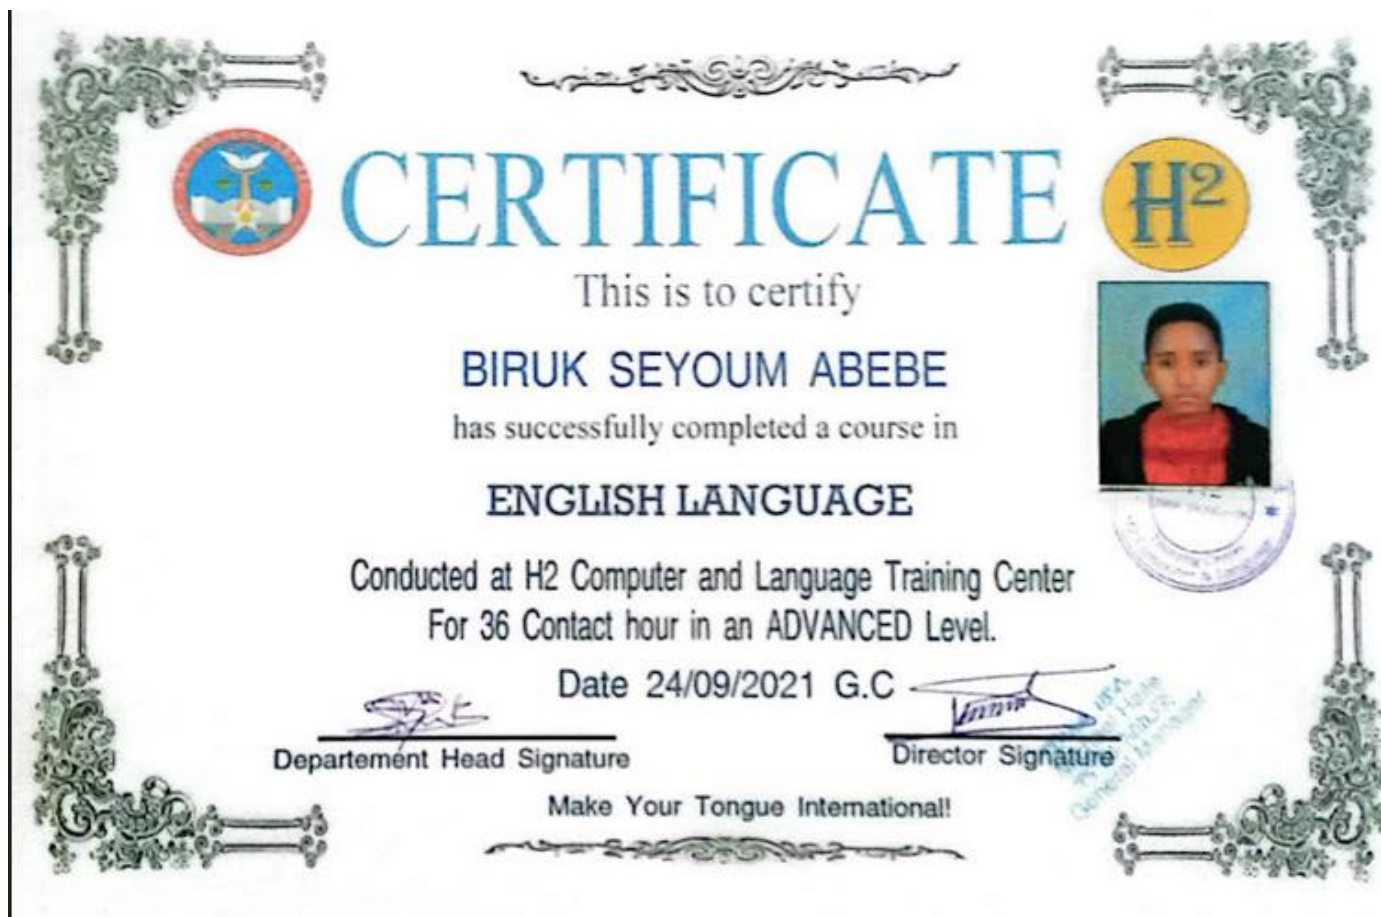 CERTIFICATE
H²
This is to certify
BIRUK SEYOUM ABEBE
has successfully completed a course in
ENGLISH LANGUAGE
Conducted at H2 Computer and Language Training Center
For 36 Contact hour in an ADVANCED Level.
Date 24/09/2021 G.C
Departement Head Signature
Director Signature
General Manager
Make Your Tongue International!